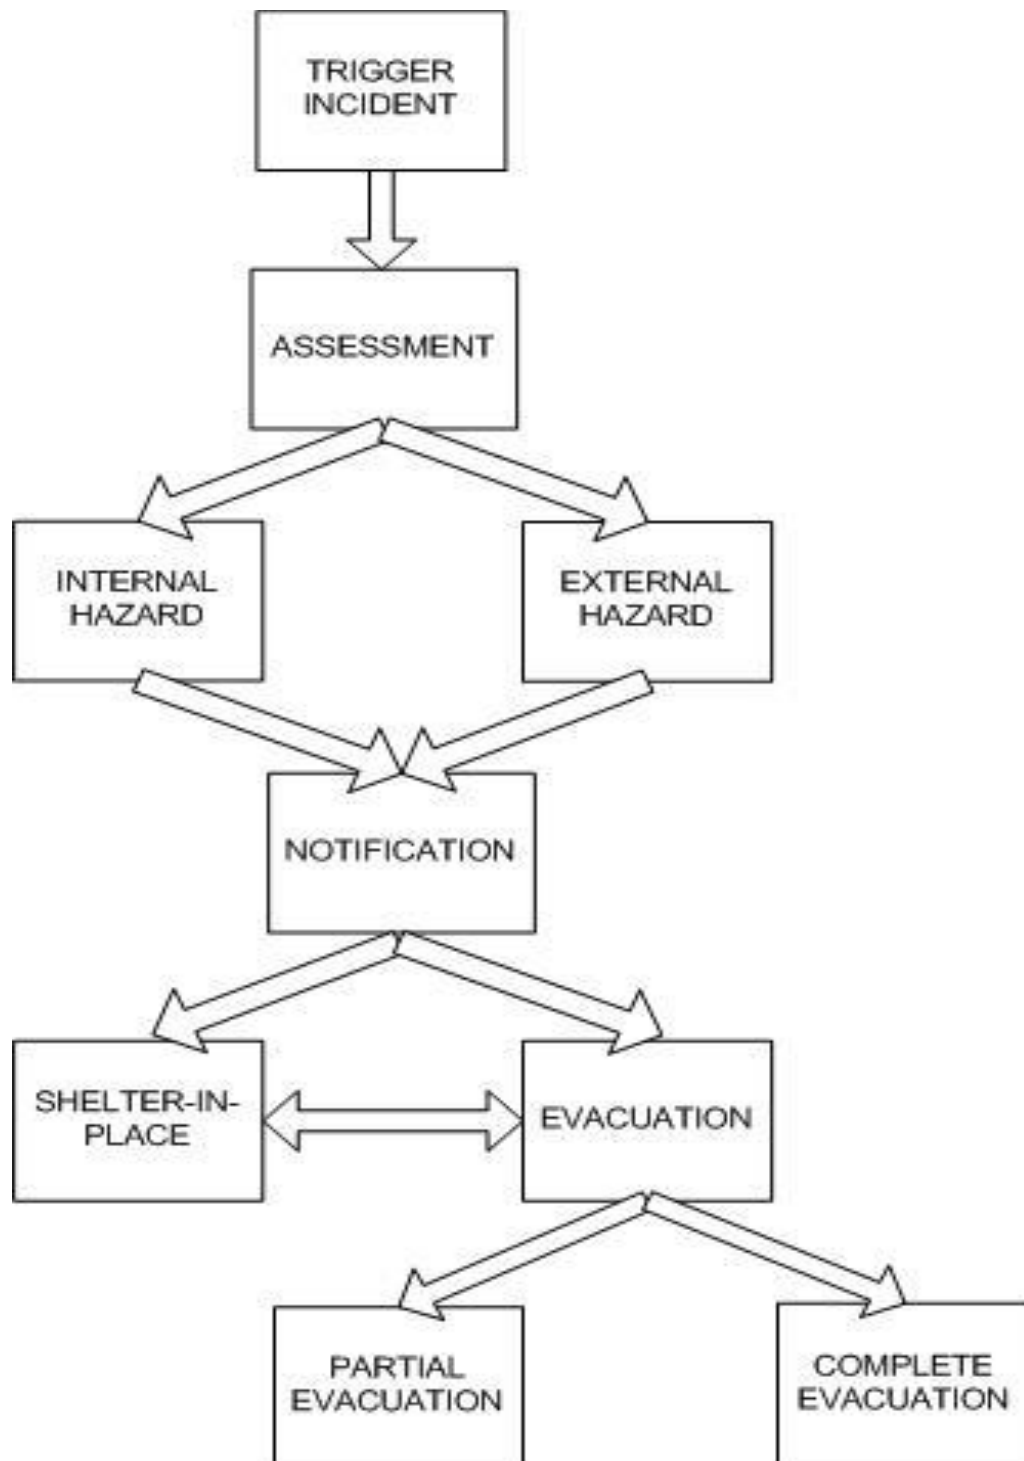 TRIGGER
INCIDENT
ASSESSMENT
INTERNAL
HAZARD
EXTERNAL
HAZARD
NOTIFICATION
SHELTER-IN-
PLACE
EVACUATION
PARTIAL
EVACUATION
COMPLETE
EVACUATION